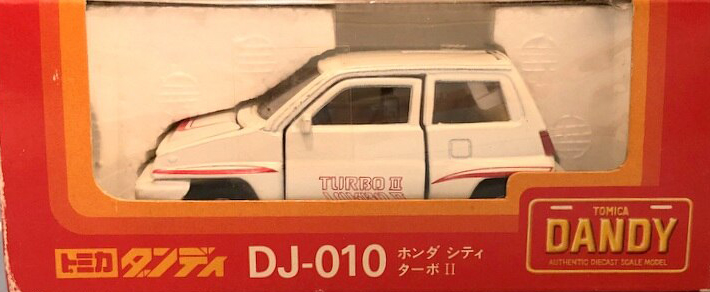 TURBO II
トミカ タンディ
DJ-010
ホンダ シティ
ターボ II
TOMICA
DANDY
AUTHENTIC DIECAST SCALE MODEL